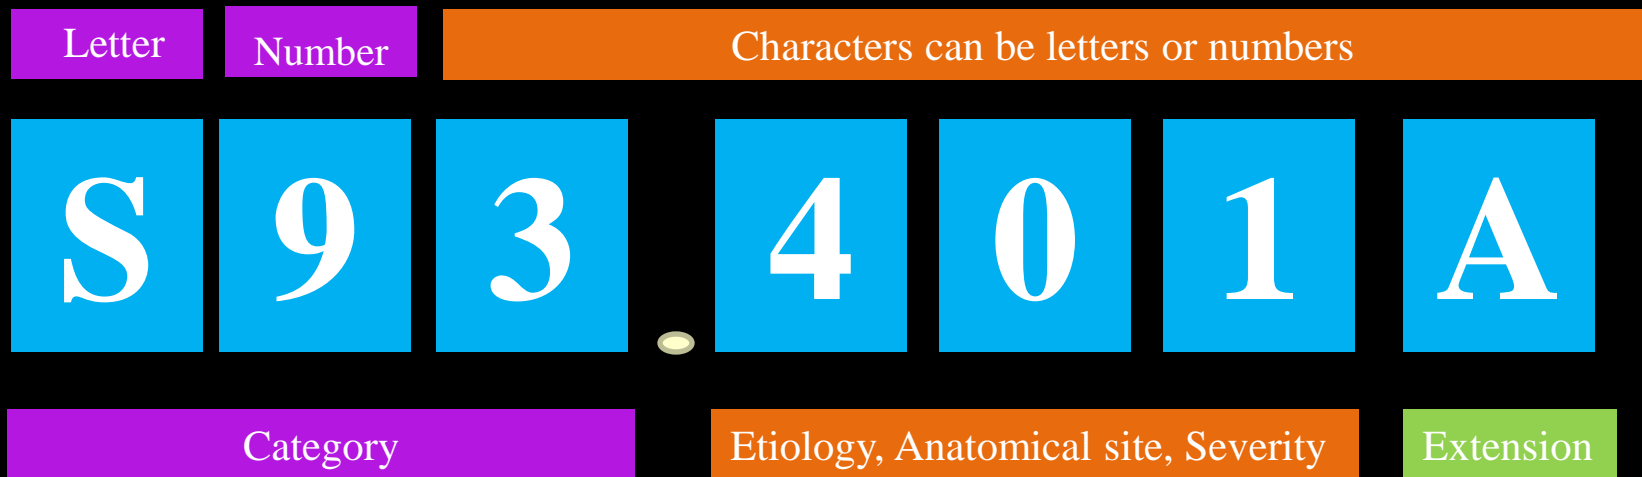 Letter Number Characters can be letters or numbers
S 9 3 . 4 0 1 A
Category Etiology, Anatomical site, Severity Extension